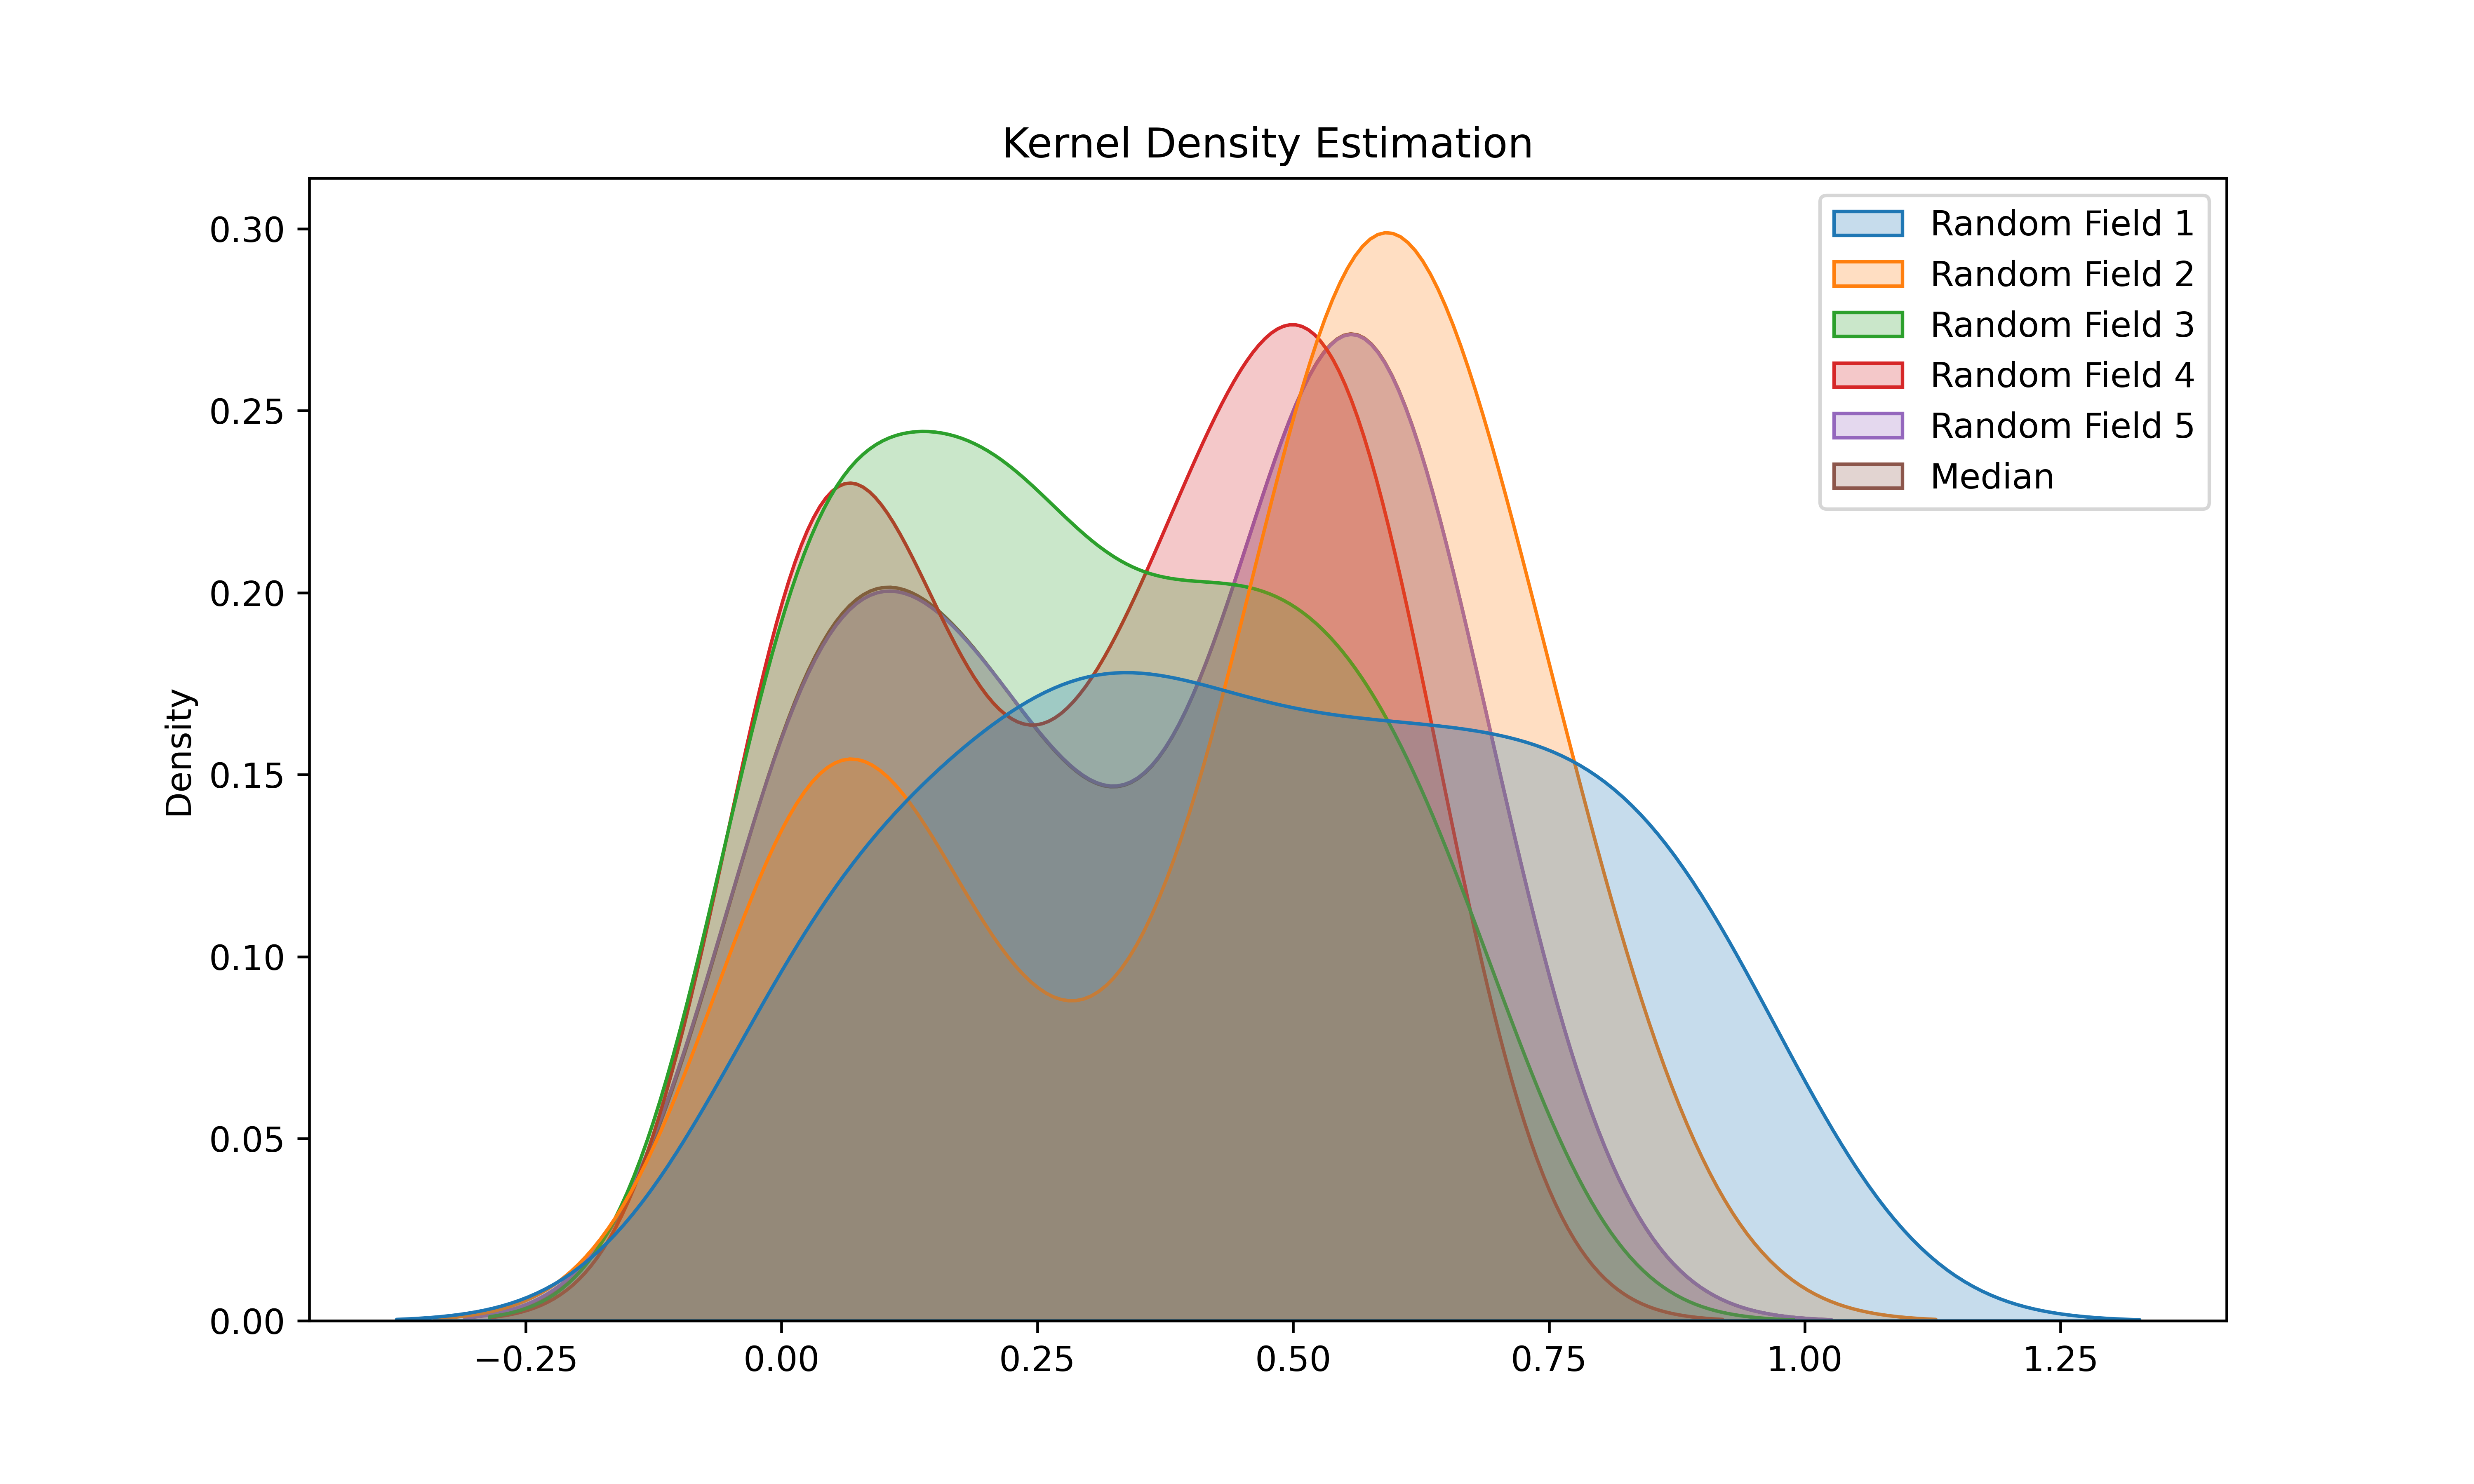 Kernel Density Estimation
Random Field 1
Random Field 2
Random Field 3
Random Field 4
Random Field 5
Median
Density
0.30
0.25
0.20
0.15
0.10
0.05
0.00
−0.25 0.00 0.25 0.50 0.75 1.00 1.25